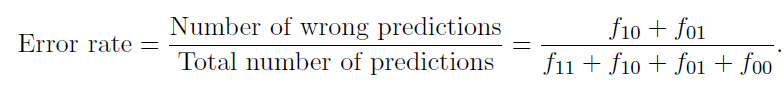 Error rate = Number of wrong predictions / Total number of predictions = f₁₀ + f₀₁ / f₁₁ + f₁₀ + f₀₁ + f₀₀.